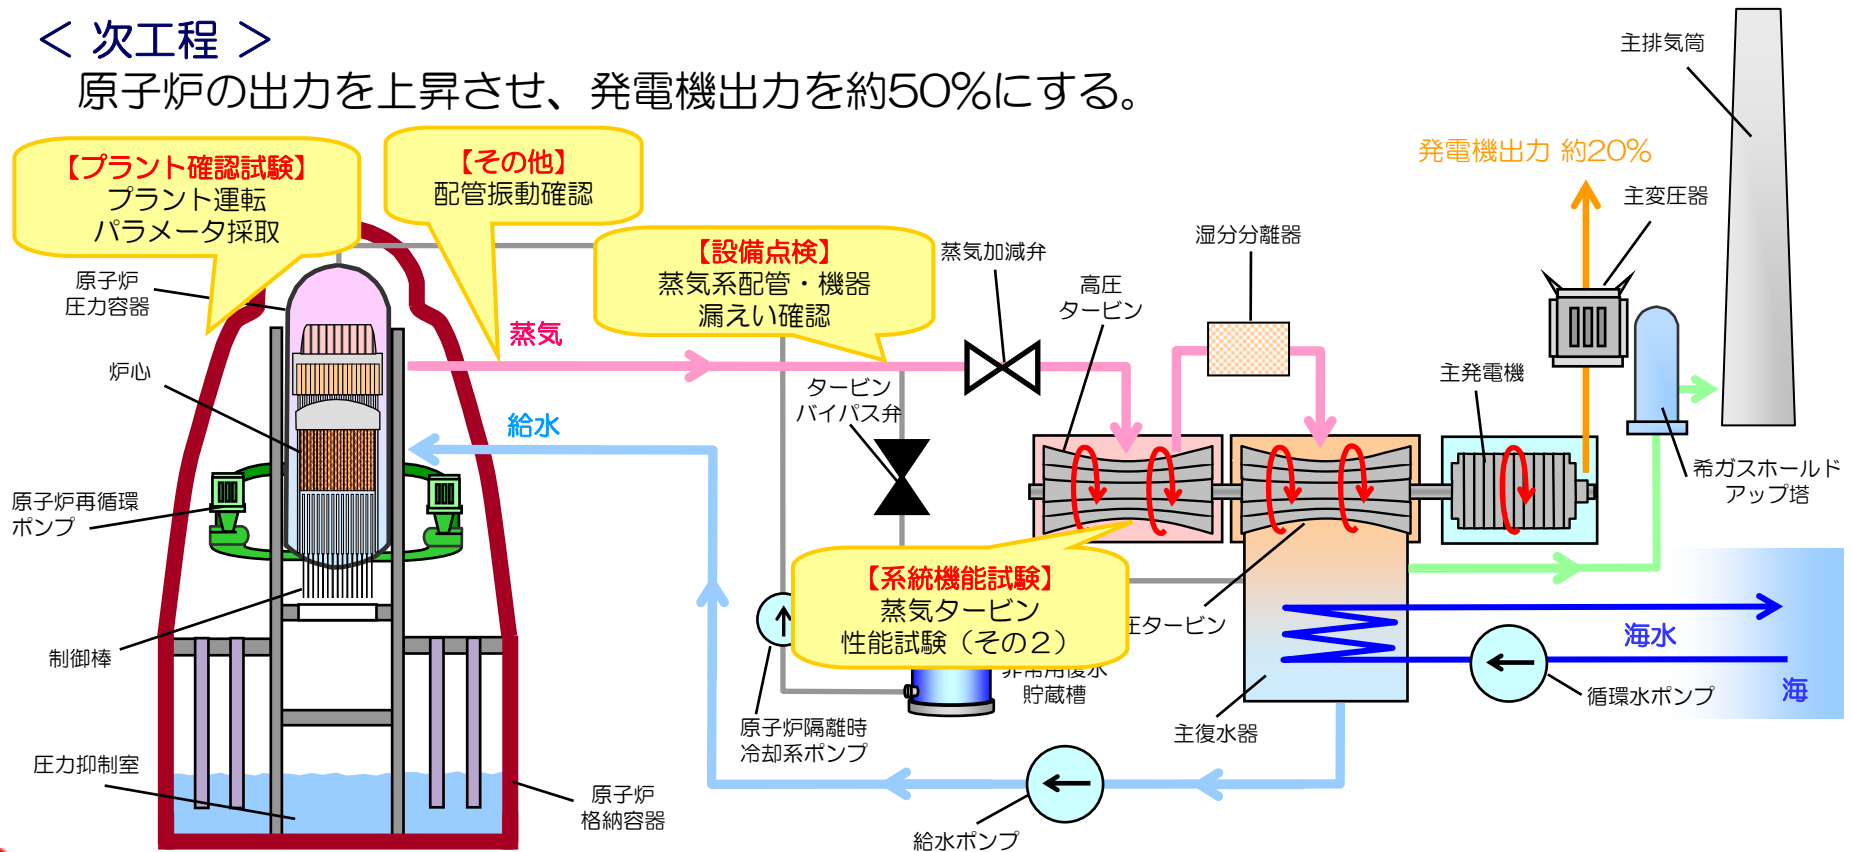 ＜ 次工程 ＞
原子炉の出力を上昇させ、発電機出力を約50%にする。
【プラント確認試験】
プラント運転
パラメータ採取
【その他】
配管振動確認
【設備点検】
蒸気系配管・機器
漏えい確認
【系統機能試験】
蒸気タービン
性能試験（その２）
主排気筒
発電機出力 約20%
主変圧器
湿分分離器
蒸気加減弁
高圧
タービン
原子炉
圧力容器
蒸気
炉心
タービン
バイパス弁
主発電機
給水
原子炉再循環
ポンプ
希ガスホールド
アップ塔
制御棒
圧タービン
海水
海
循環水ポンプ
非常用復水
貯蔵槽
原子炉隔離時
冷却系ポンプ
主復水器
圧力抑制室
原子炉
格納容器
給水ポンプ